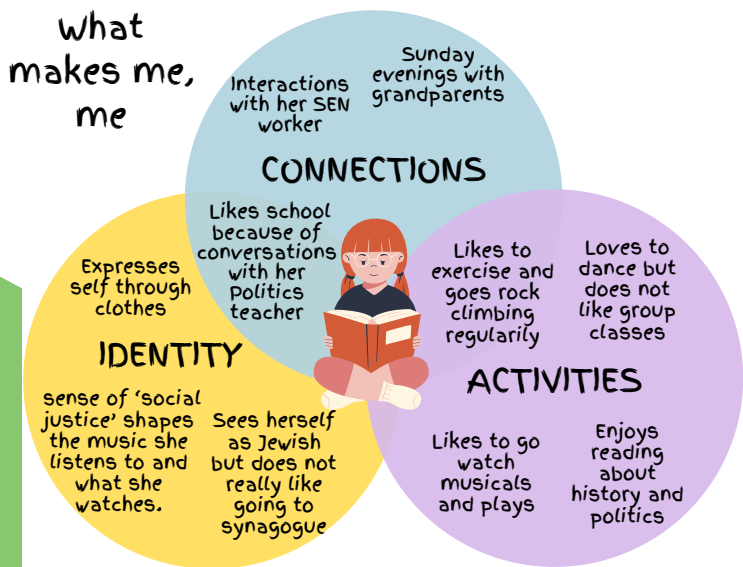 What
makes me,
me
Interactions
with her SEN
worker
Sunday
evenings with
grandparents
CONNECTIONS
Likes school
because of
conversations
with her
Politics
teacher
Expresses
self through
clothes
IDENTITY
sense of ‘social
justice’ shapes
the music she
listens to and
what she
watches.
Sees herself
as Jewish
but does not
really like
going to
synagogue
Likes to
exercise and
goes rock
climbing
regularily
Loves to
dance but
does not
like group
classes
ACTIVITIES
Likes to go
watch
musicals
and plays
Enjoys
reading
about
history and
politics